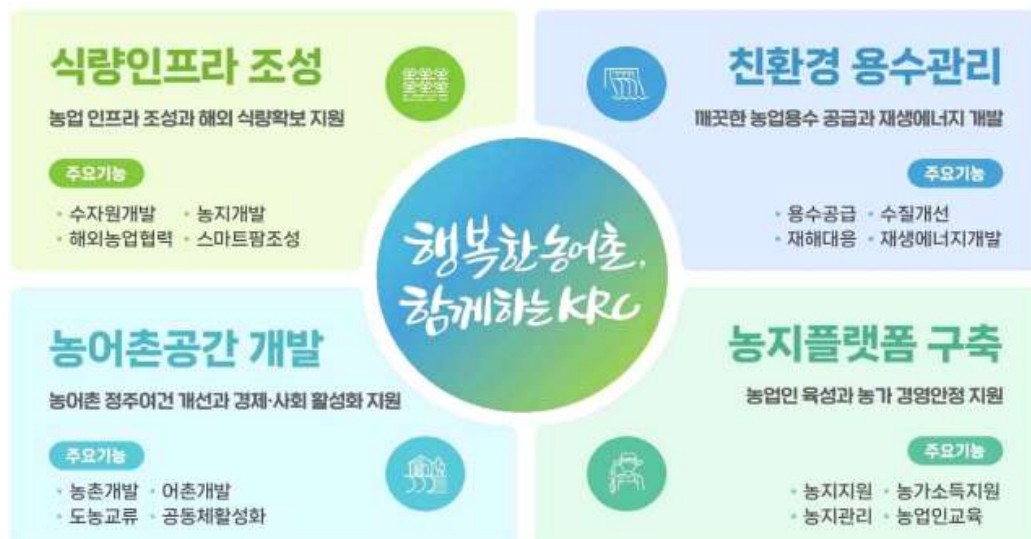 식량인프라 조성
농업 인프라 조성과 해외 식량확보 지원
주요기능
• 수자원개발 • 농지개발
• 해외농업협력 • 스마트팜조성
친환경 용수관리
깨끗한 농업용수 공급과 재생에너지 개발
주요기능
• 용수공급 • 수질개선
• 재해대응 • 재생에너지개발
행복한 농어촌,
함께하는 KRC
농어촌공간 개발
농어촌 정주여건 개선과 경제·사회 활성화 지원
주요기능
• 농촌개발 • 어촌개발
• 도농교류 • 공동체활성화
농지플랫폼 구축
농업인 육성과 농가 경영안정 지원
주요기능
• 농지지원 • 농가소득지원
• 농지관리 • 농업인교육